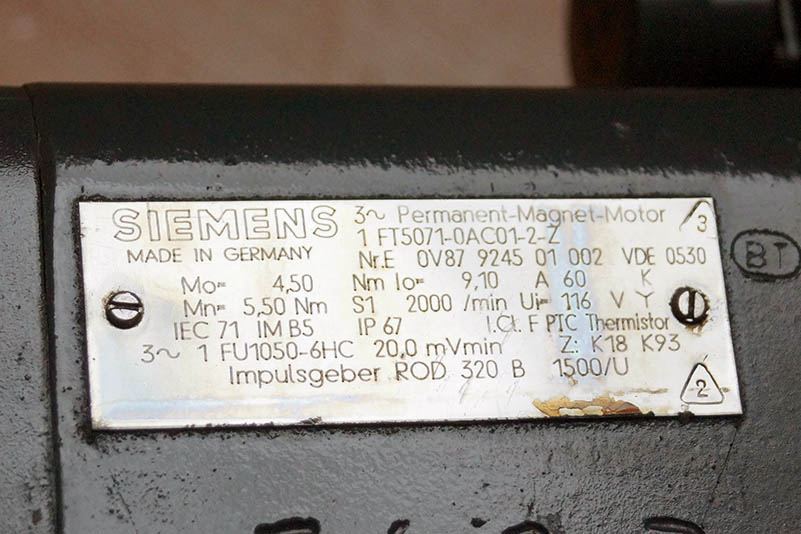 SIEMENS 3~ Permanent-Magnet-Motor 3
1 FT5071-0AC01-2-Z
MADE IN GERMANY Nr.E 0V87 9245 01 002 VDE 0530
Mo= 4,50 Nm Io= 9,10 A 60 K
Mn= 5,50 Nm S1 2000 /min Ui= 116 V Y
IEC 71 IM B5 IP 67 I.Cl. F PTC Thermistor
3~ 1 FU1050-6HC 20,0 mVmin Z: K18 K93
Impulsgeber ROD 320 B 1500/U 2
BT